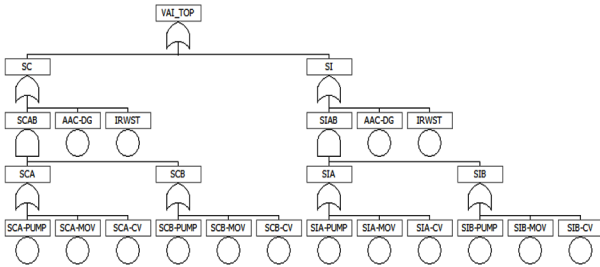 VAI_TOP
SC SI
SCAB AAC-DG IRWST SIAB AAC-DG IRWST
SCA SCB SIA SIB
SCA-PUMP SCA-MOV SCA-CV SCB-PUMP SCB-MOV SCB-CV SIA-PUMP SIA-MOV SIA-CV SIB-PUMP SIB-MOV SIB-CV